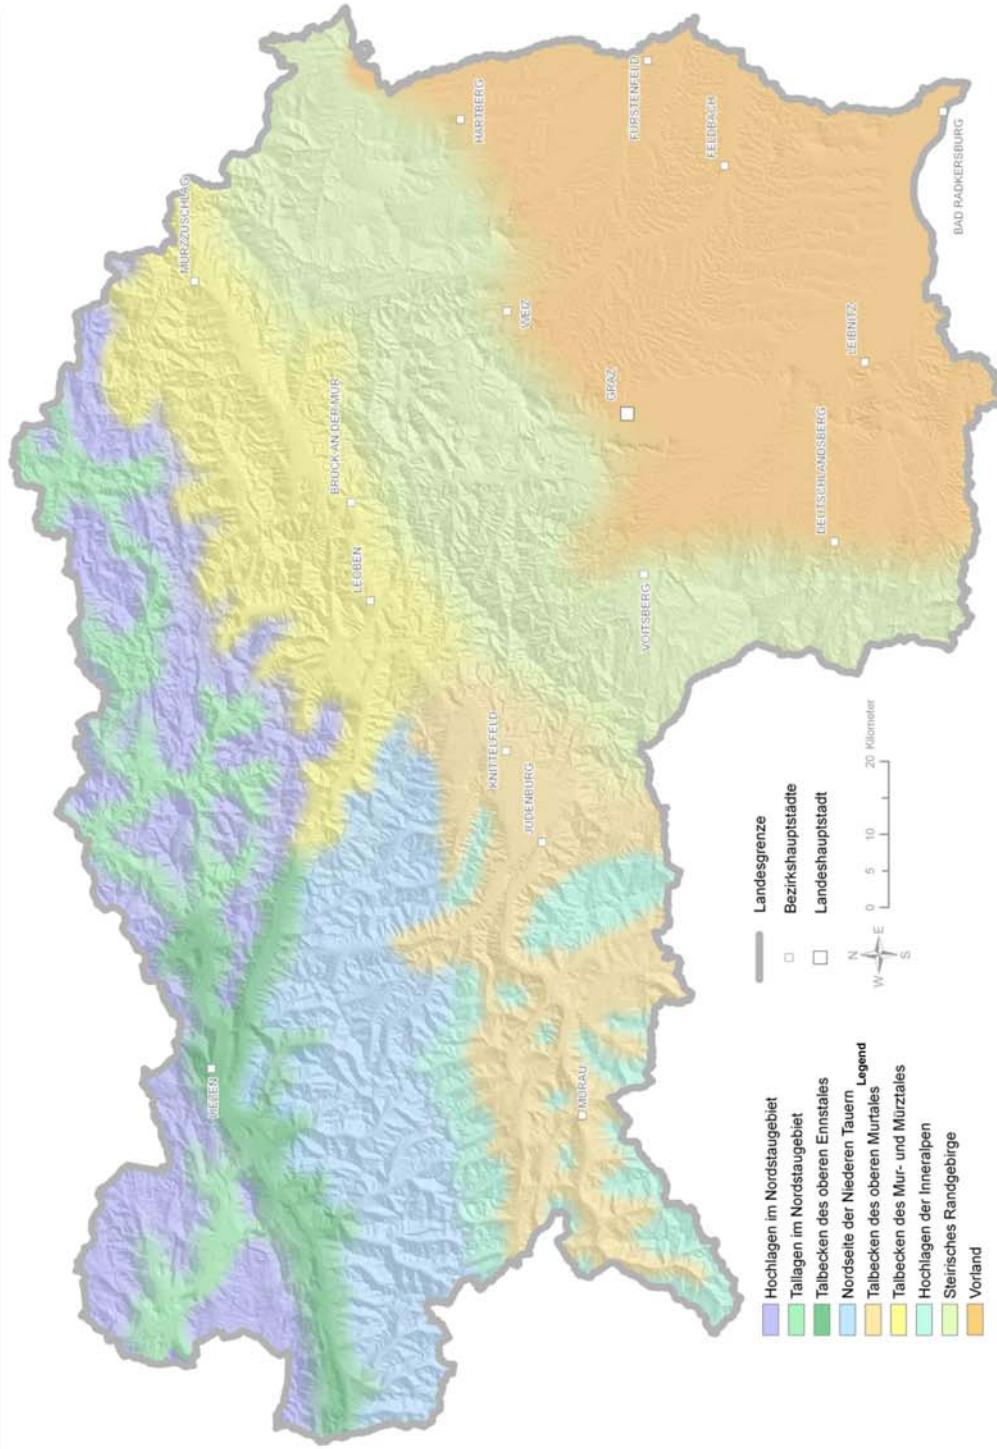 MÜRZZUSCHLAG
LIEZEN
BRUCK AN DER MUR
LEOBEN
HARTBERG
KNITTELFELD
WEIZ
JUDENBURG
MURAU
GRAZ
FÜRSTENFELD
VOITSBERG
FELDBACH
DEUTSCHLANDSBERG
LEIBNITZ
BAD RADKERSBURG
Legend
Hochlagen im Nordstaugebiet
Tallagen im Nordstaugebiet
Talbecken des oberen Ennstales
Nordseite der Niederen Tauern
Talbecken des oberen Murtales
Talbecken des Mur- und Mürztales
Hochlagen der Inneralpen
Steirisches Randgebirge
Vorland
Landesgrenze
Bezirkshauptstädte
Landeshauptstadt
N
W E
S
0 5 10 20 Kilometer